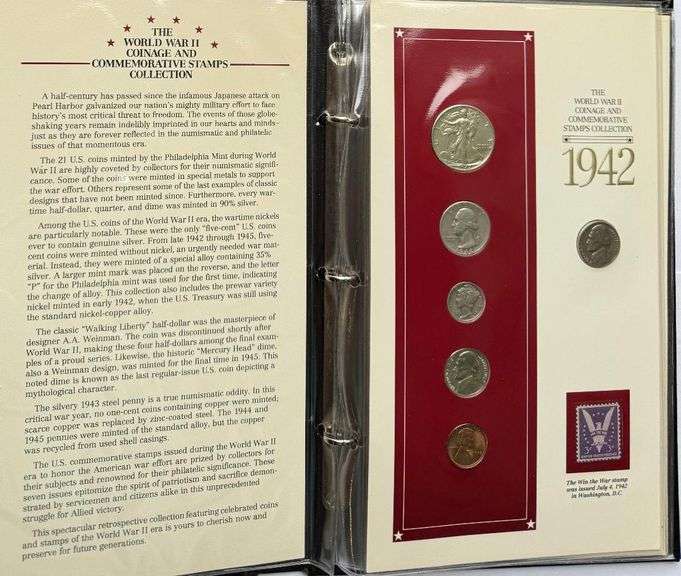 THE
WORLD WAR II
COINAGE AND
COMMEMORATIVE STAMPS
COLLECTION
A half-century has passed since the infamous Japanese attack on
Pearl Harbor galvanized our nation's mighty military effort to face
history's most critical threat to freedom. The events of those globe-
shaking years remain indelibly imprinted in our hearts and minds-
just as they are forever reflected in the numismatic and philatelic
issues of that momentous era.
The 21 U.S. coins minted by the Philadelphia Mint during World
War II are highly coveted by collectors for their numismatic signifi-
cance. Some of the coins were minted in special metals to support
the war effort. Others represent some of the last examples of classic
designs that have not been minted since. Furthermore, every war-
time half-dollar, quarter, and dime was minted in 90% silver.
Among the U.S. coins of the World War II era, the wartime nickels
are particularly notable. These were the only "five-cent" U.S. coins
ever to contain genuine silver. From late 1942 through 1945, five-
cent coins were minted without nickel, an urgently needed war mat-
erial. Instead, they were minted of a special alloy containing 35%
silver. A larger mint mark was placed on the reverse, and the letter
"P" for the Philadelphia mint was used for the first time, indicating
the change of alloy. This collection also includes the prewar variety
nickel minted in early 1942, when the U.S. Treasury was still using
the standard nickel-copper alloy.
The classic "Walking Liberty" half-dollar was the masterpiece of
designer A.A. Weinman. The coin was discontinued shortly after
World War II, making these four half-dollars among the final exam-
ples of a proud series. Likewise, the historic "Mercury Head" dime,
also a Weinman design, was minted for the final time in 1945. This
noted dime is known as the last regular-issue U.S. coin depicting a
mythological character.
The silvery 1943 steel penny is a true numismatic oddity. In this
critical war year, no one-cent coins containing copper were minted;
scarce copper was replaced by zinc-coated steel. The 1944 and
1945 pennies were minted of the standard alloy, but the copper
was recycled from used shell casings.
The U.S. commemorative stamps issued during the World War II
era to honor the American war effort are prized by collectors for
their subjects and renowned for their philatelic significance. These
seven issues epitomize the spirit of patriotism and sacrifice demon-
strated by servicemen and citizens alike in this unprecedented
struggle for Allied victory.
This spectacular retrospective collection featuring celebrated coins
and stamps of the World War II era is yours to cherish now and
preserve for future generations.
THE
WORLD WAR II
COINAGE AND
COMMEMORATIVE
STAMPS COLLECTION
1942
The Win the War stamp
was issued July 4, 1942
in Washington, D.C.